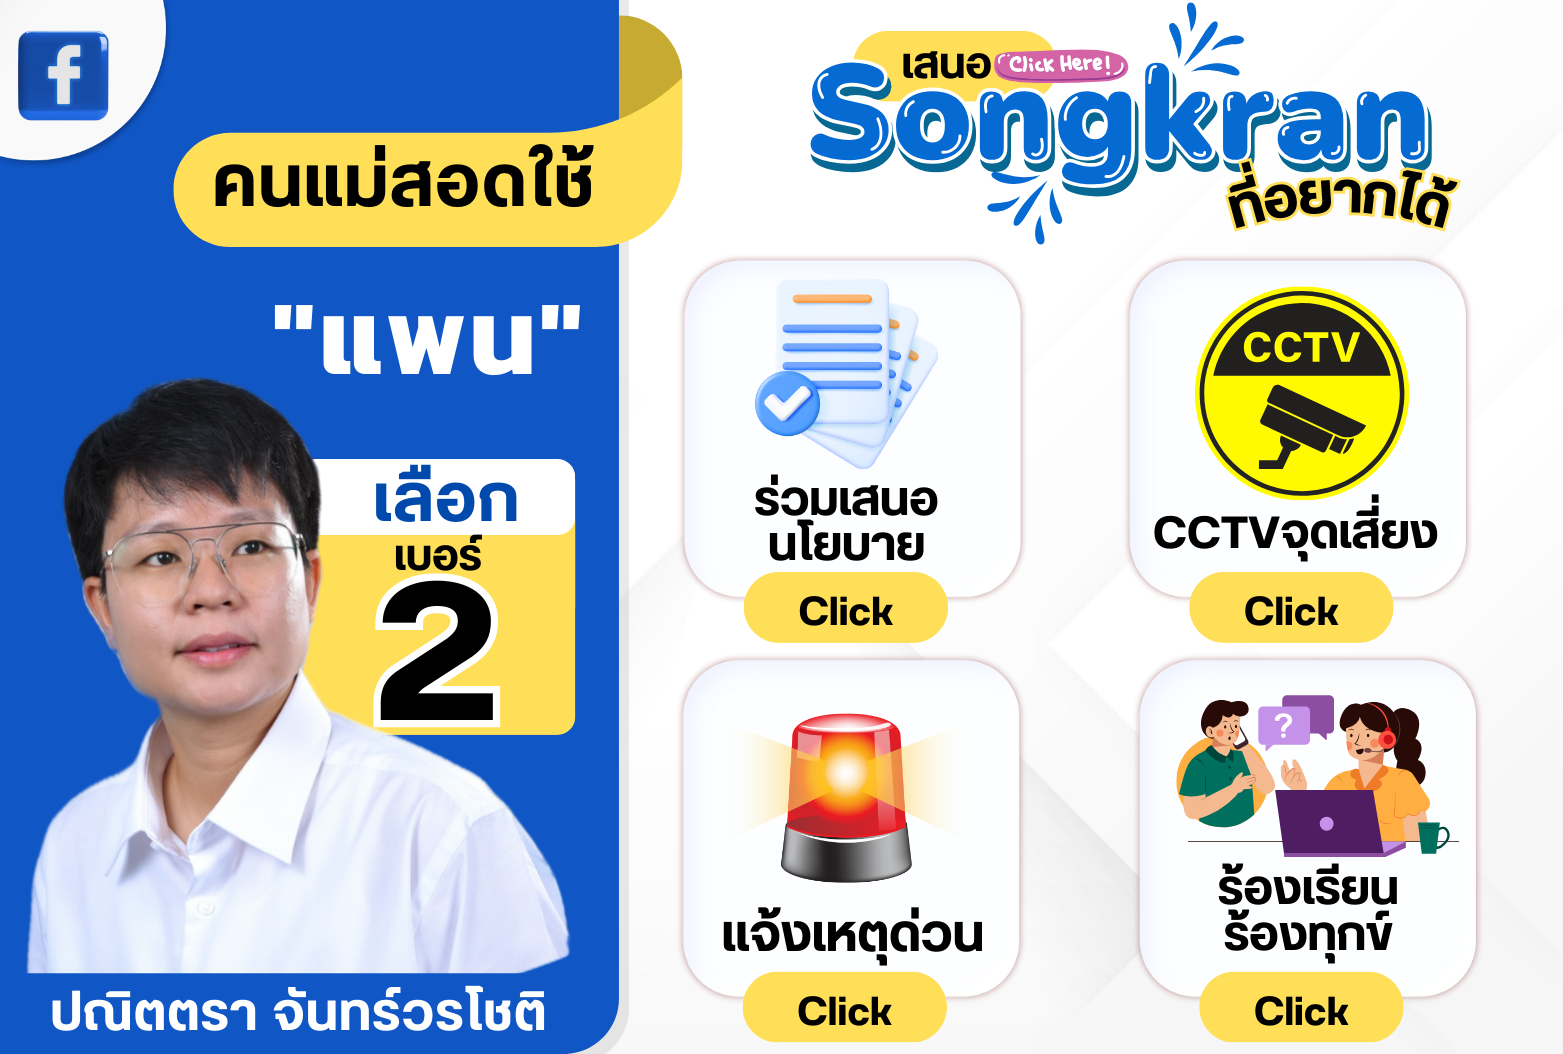 f
คนแม่สอดใช้
"แพน"
เลือก
เบอร์
2
ปณิตตรา จันทร์วรโชติ
เสนอ Click Here!
Songkran
ที่อยากได้
ร่วมเสนอ
นโยบาย
Click
CCTV
CCTVจุดเสี่ยง
Click
แจ้งเหตุด่วน
Click
?
ร้องเรียน
ร้องทุกข์
Click